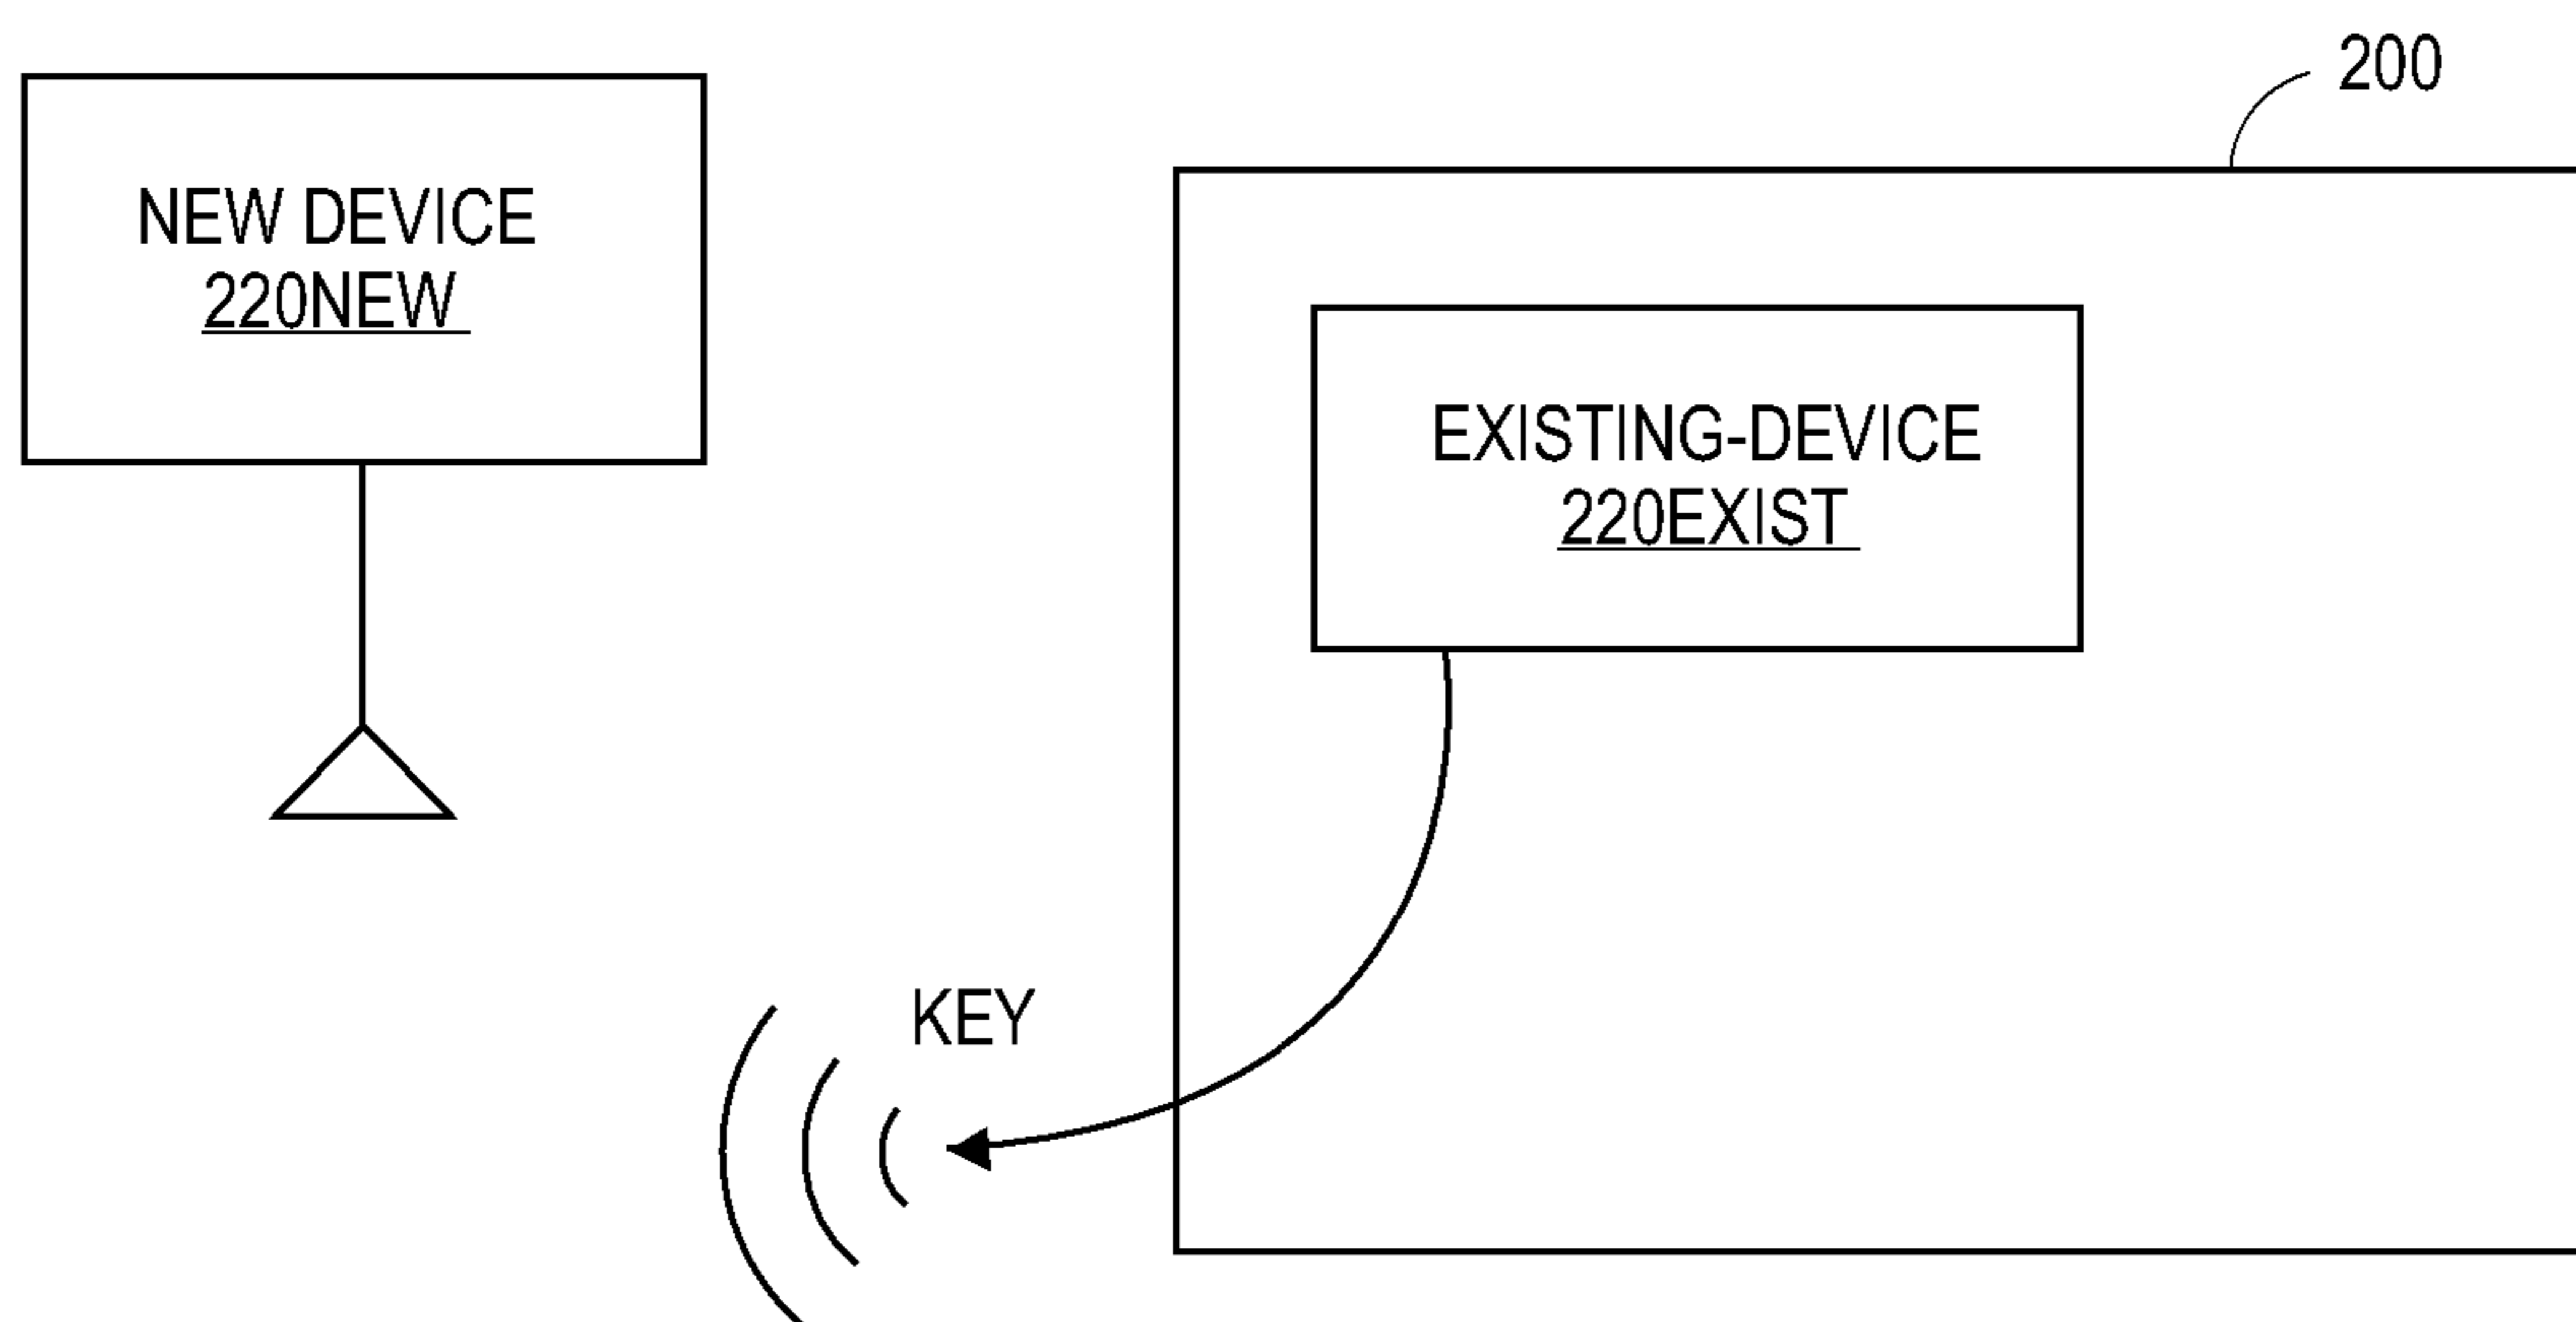 200
NEW DEVICE
220NEW
EXISTING-DEVICE
220EXIST
KEY